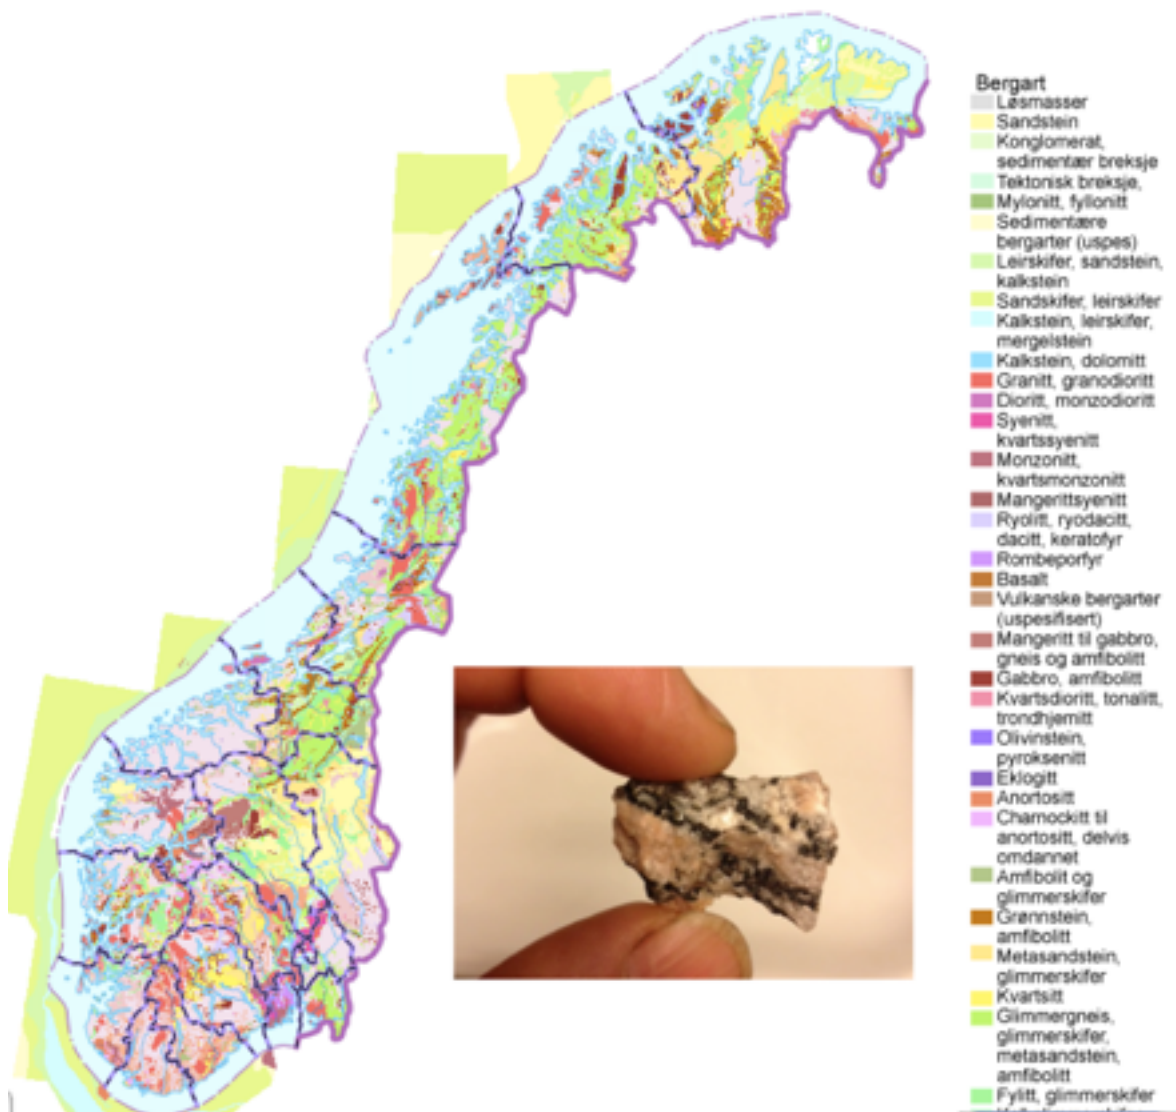 Bergart
Løsmasser
Sandstein
Konglomerat,
sedimentær breksje
Tektonisk breksje,
Mylonitt, fyllonitt
Sedimentære
bergarter (uspes)
Leirskifer, sandstein,
kalkstein
Sandskifer, leirskifer
Kalkstein, leirskifer,
mergelstein
Kalkstein, dolomitt
Granitt, granodioritt
Dioritt, monzodioritt
Syenitt,
kvartssyenitt
Monzonitt,
kvartsmonzonitt
Mangerittsyenitt
Ryolitt, ryodacitt,
dacitt, keratofyr
Rombeporfyr
Basalt
Vulkanske bergarter
(uspesifisert)
Mangeritt til gabbro,
gneis og amfibolitt
Gabbro, amfibolitt
Kvartsdioritt, tonalitt,
trondhjemitt
Olivinstein,
pyroksenitt
Eklogitt
Anortositt
Charnockitt til
anortositt, delvis
omdannet
Amfibolit og
glimmerskifer
Grønnstein,
amfibolitt
Metasandstein,
glimmerskifer
Kvartsitt
Glimmergneis,
glimmerskifer,
metasandstein,
amfibolitt
Fylitt, glimmerskifer